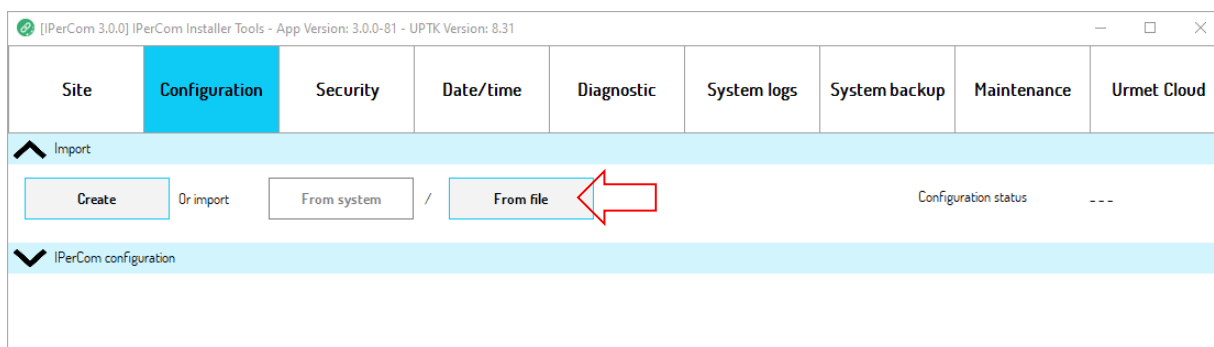 [IPerCom 3.0.0] IPerCom Installer Tools - App Version: 3.0.0-81 - UPTK Version: 8.31
Site Configuration Security Date/time Diagnostic System logs System backup Maintenance Urmet Cloud
Import
Create Or import From system / From file Configuration status ---
IPerCom configuration